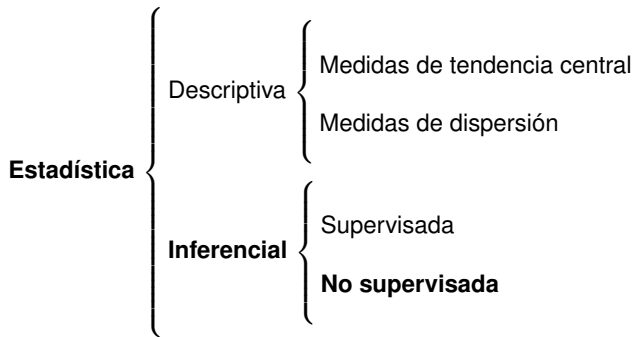 Estadística
Descriptiva
Medidas de tendencia central
Medidas de dispersión
Inferencial
Supervisada
No supervisada